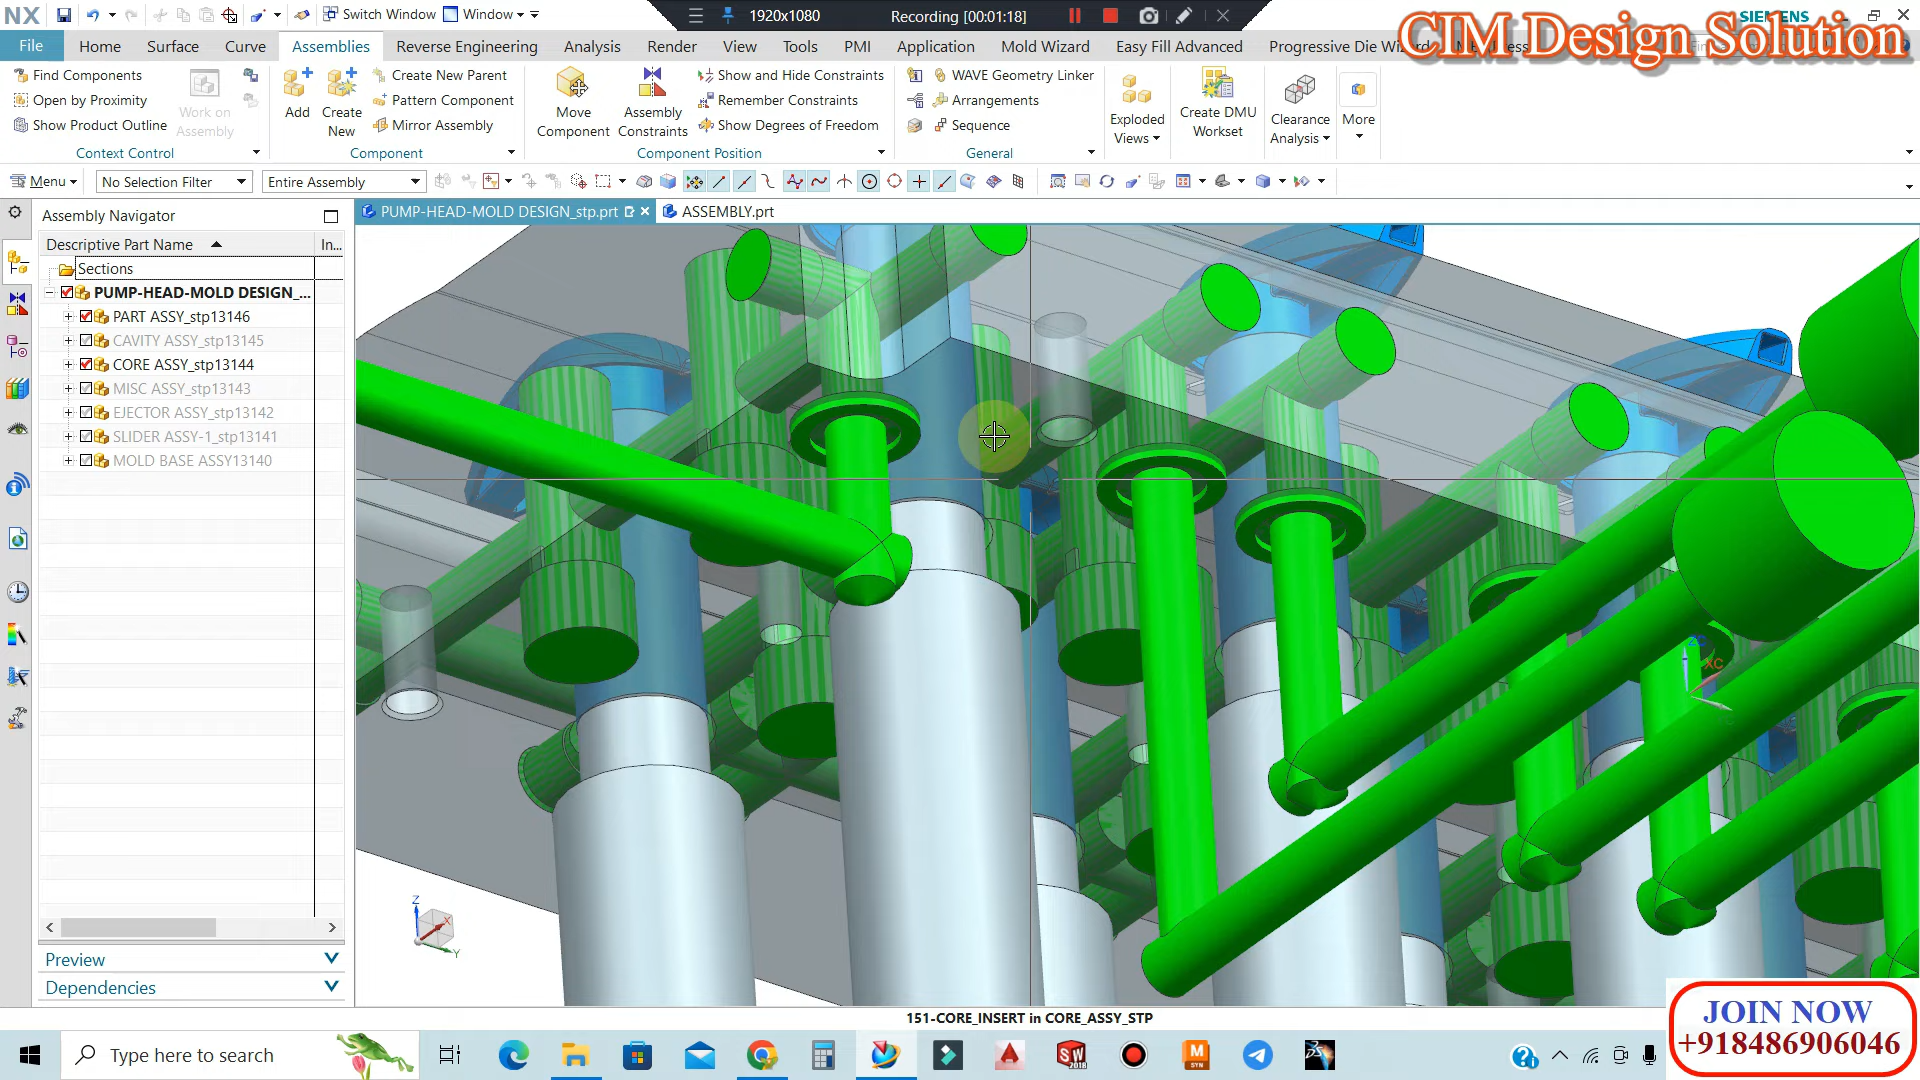 NX
Switch Window
Window
1920x1080
Recording [00:01:18]
SIEMENS
CIM Design Solution
File
Home
Surface
Curve
Assemblies
Reverse Engineering
Analysis
Render
View
Tools
PMI
Application
Mold Wizard
Easy Fill Advanced
Progressive Die Wizard
Find Components
Open by Proximity
Show Product Outline
Work on Assembly
Context Control
Add
Create New
Create New Parent
Pattern Component
Mirror Assembly
Component
Move Component
Assembly Constraints
Show and Hide Constraints
Remember Constraints
Show Degrees of Freedom
Component Position
WAVE Geometry Linker
Arrangements
Sequence
General
Exploded Views
Create DMU Workset
Clearance Analysis
More
Menu
No Selection Filter
Entire Assembly
Assembly Navigator
PUMP-HEAD-MOLD DESIGN_stp.prt
ASSEMBLY.prt
Descriptive Part Name
In...
Sections
PUMP-HEAD-MOLD DESIGN_...
PART ASSY_stp13146
CAVITY ASSY_stp13145
CORE ASSY_stp13144
MISC ASSY_stp13143
EJECTOR ASSY_stp13142
SLIDER ASSY-1_stp13141
MOLD BASE ASSY13140
ZC
XC
Z
X
Y
Preview
Dependencies
151-CORE_INSERT in CORE_ASSY_STP
JOIN NOW
+918486906046
Type here to search